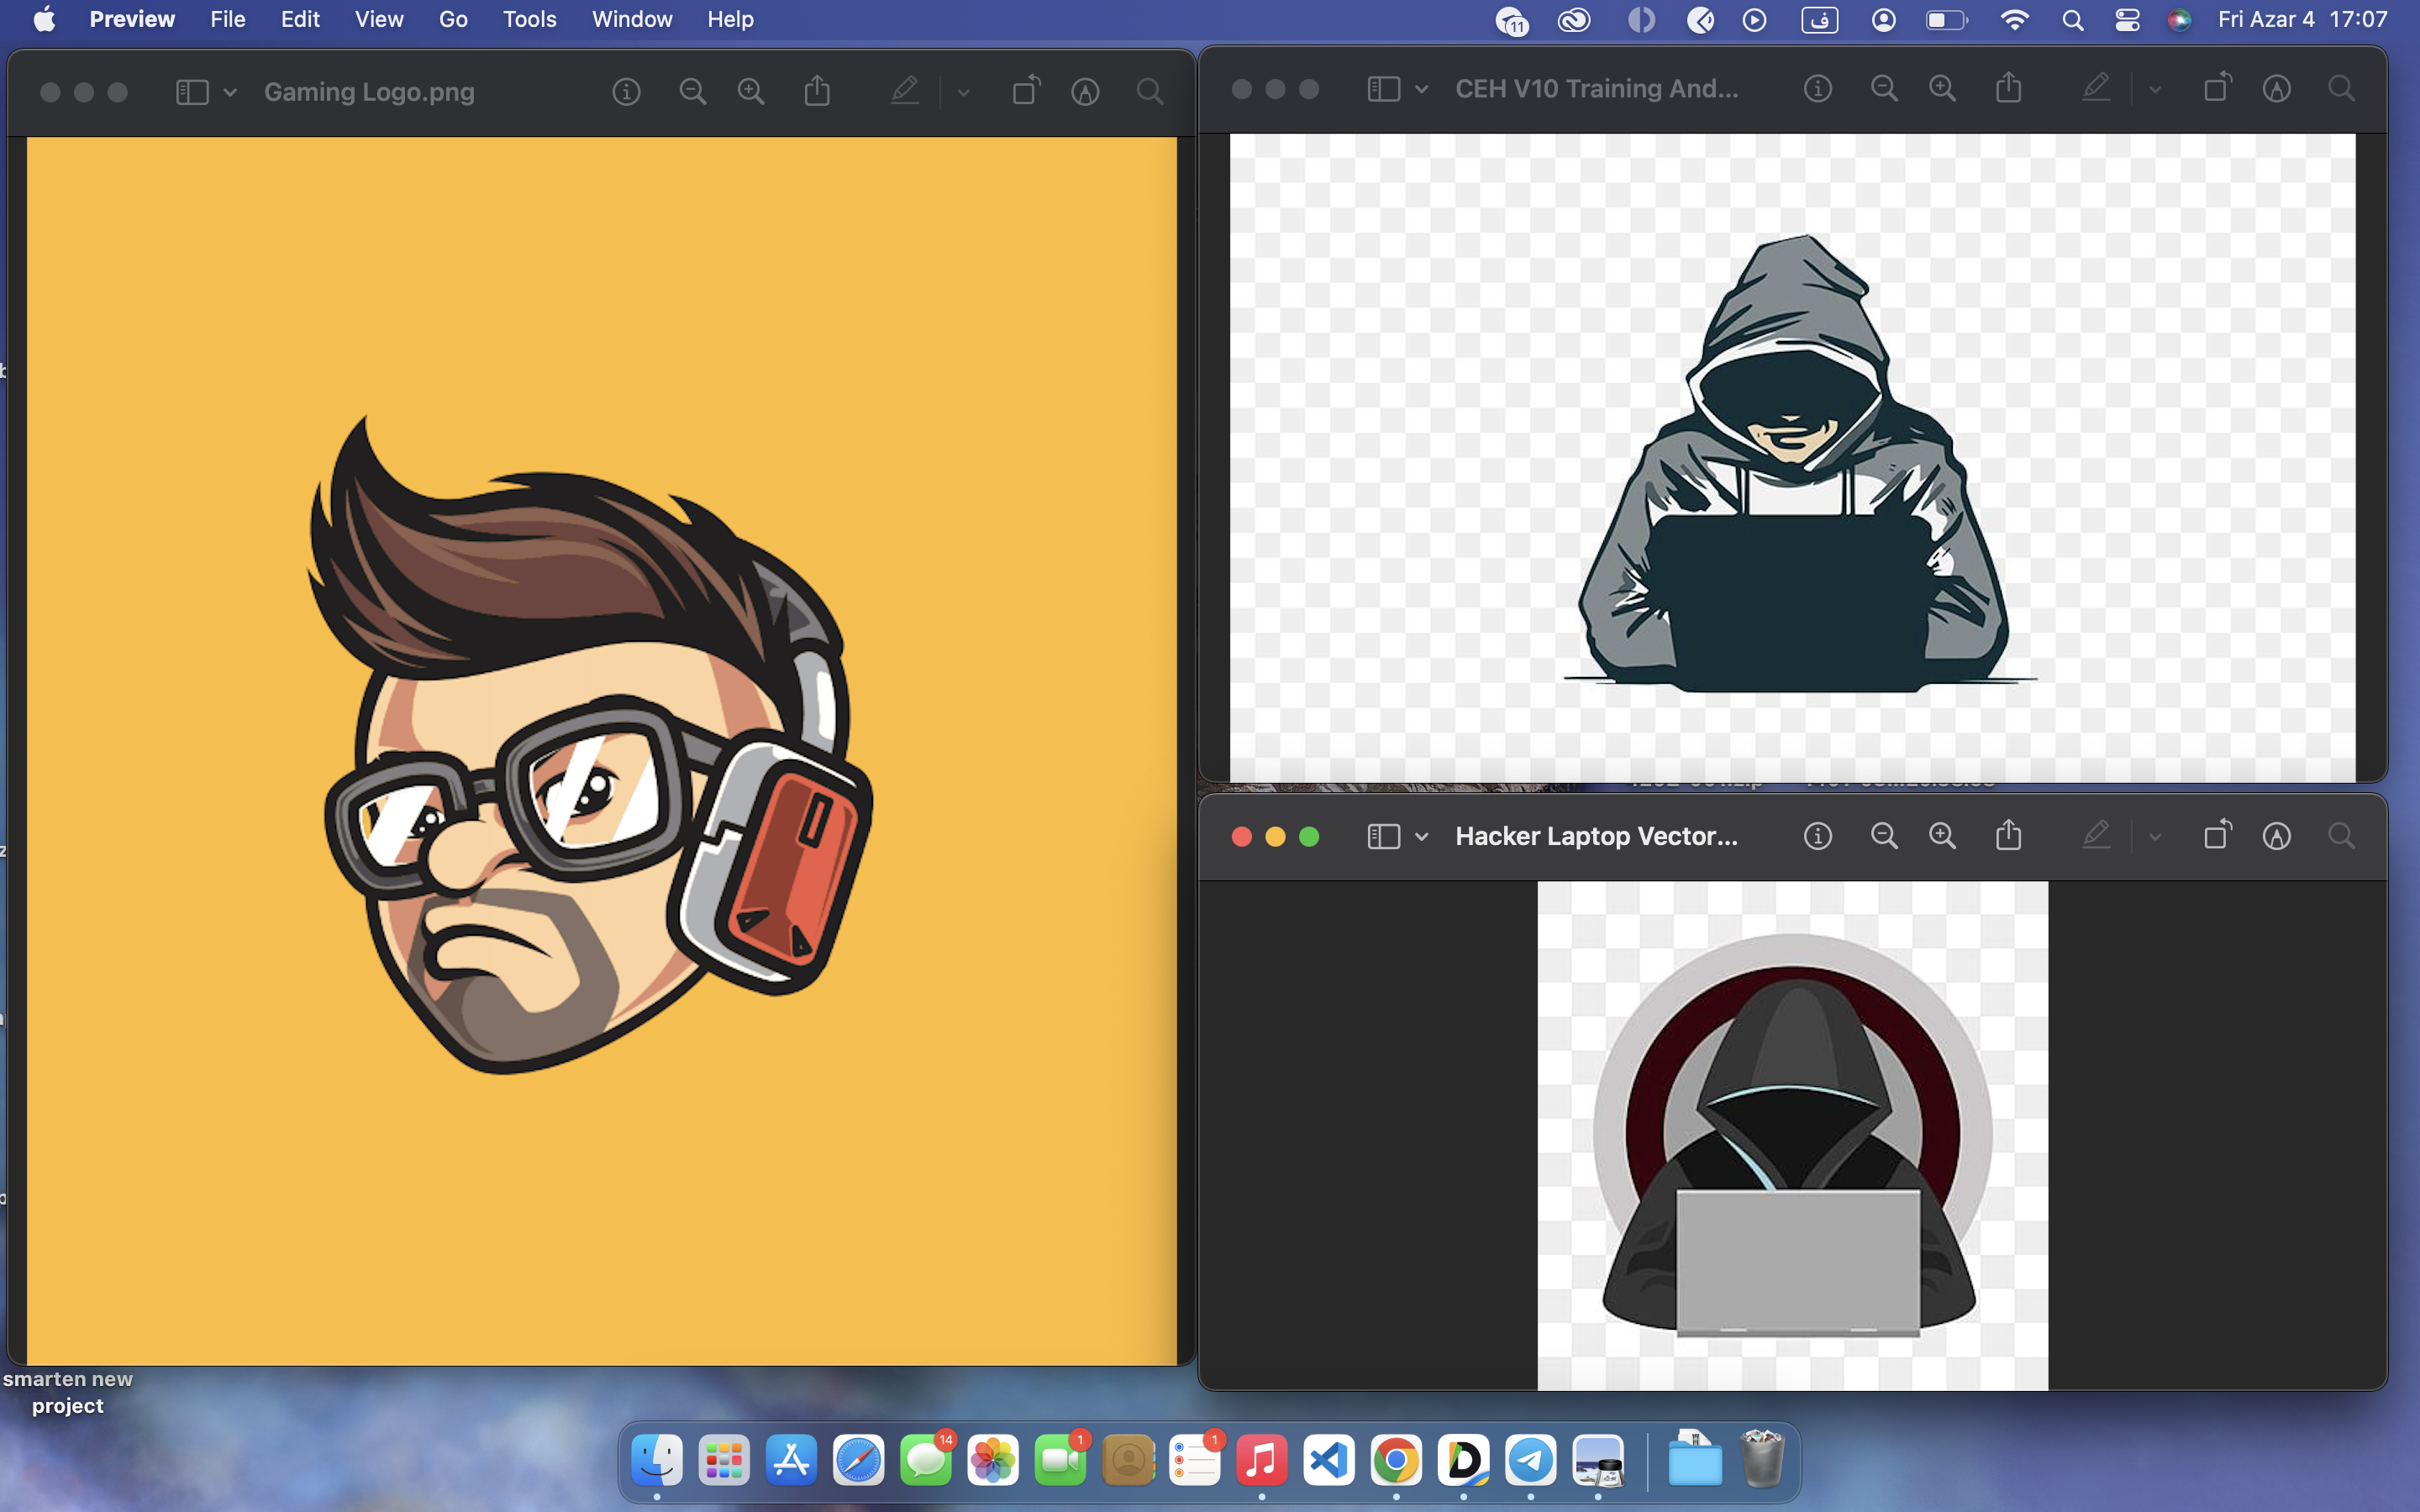 Preview File Edit View Go Tools Window Help
11
ف
Fri Azar 4 17:07
Gaming Logo.png
CEH V10 Training And...
Hacker Laptop Vector...
smarten new
project
14
1
1